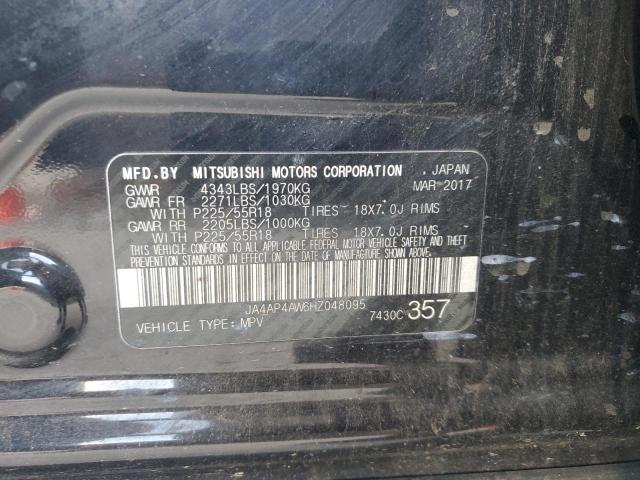 MFD.BY MITSUBISHI MOTORS CORPORATION . JAPAN
GVWR 4343LBS/1970KG MAR 2017
GAWR FR 2271LBS/1030KG
WITH P225/55R18 TIRES 18X7.0J RIMS
GAWR RR 2205LBS/1000KG
WITH P225/55R18 TIRES 18X7.0J RIMS
THIS VEHICLE CONFORMS TO ALL APPLICABLE FEDERAL MOTOR VEHICLE SAFETY AND THEFT
PREVENTION STANDARDS IN EFFECT ON THE DATE OF MANUFACTURE SHOWN ABOVE.
JA4AP4AW6HZ048095
VEHICLE TYPE:MPV 7430C 357